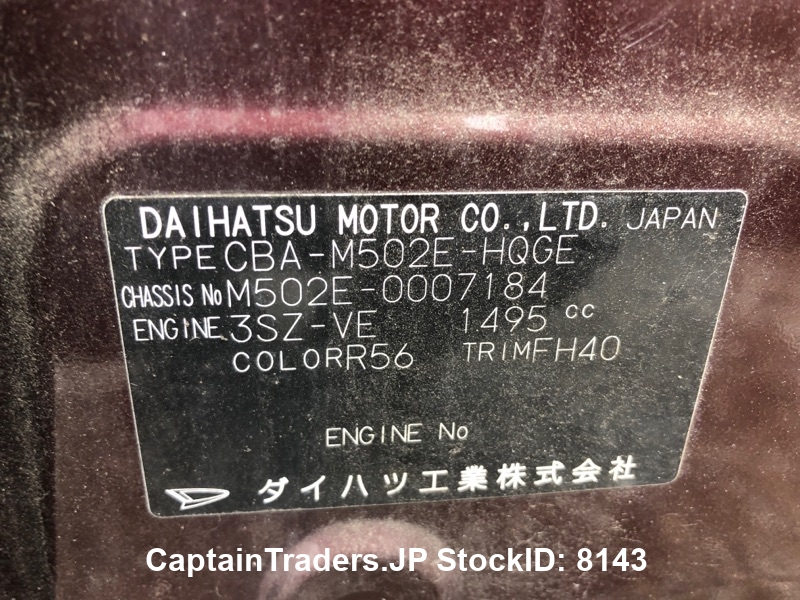 DAIHATSU MOTOR CO.,LTD. JAPAN
TYPE CBA-M502E-HQGE
CHASSIS No M502E-0007184
ENGINE 3SZ-VE 1495 cc
COLOR R56 TRIM FH40
ENGINE No
ダイハツ工業株式会社
CaptainTraders.JP StockID: 8143